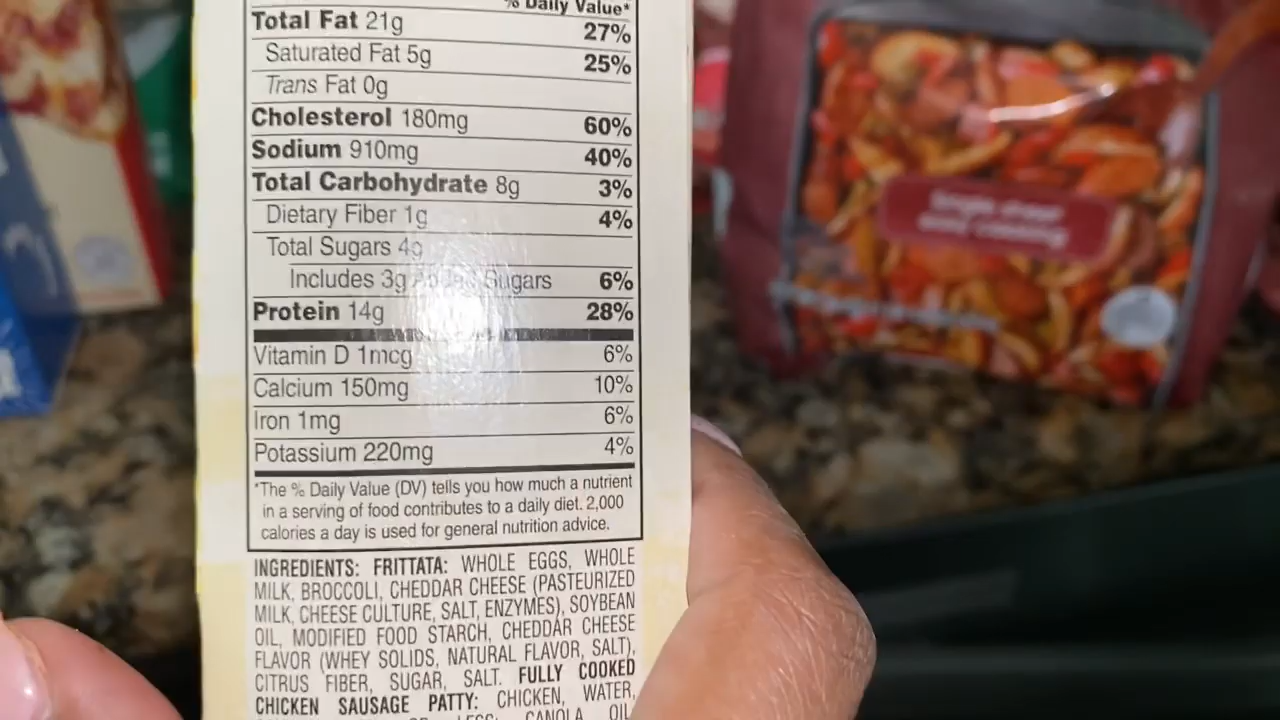 % Daily Value*
Total Fat 21g 27%
Saturated Fat 5g 25%
Trans Fat 0g
Cholesterol 180mg 60%
Sodium 910mg 40%
Total Carbohydrate 8g 3%
Dietary Fiber 1g 4%
Total Sugars 4g
Includes 3g Added Sugars 6%
Protein 14g 28%
Vitamin D 1mcg 6%
Calcium 150mg 10%
Iron 1mg 6%
Potassium 220mg 4%
*The % Daily Value (DV) tells you how much a nutrient
in a serving of food contributes to a daily diet. 2,000
calories a day is used for general nutrition advice.
INGREDIENTS: FRITTATA: WHOLE EGGS, WHOLE
MILK, BROCCOLI, CHEDDAR CHEESE (PASTEURIZED
MILK, CHEESE CULTURE, SALT, ENZYMES), SOYBEAN
OIL, MODIFIED FOOD STARCH, CHEDDAR CHEESE
FLAVOR (WHEY SOLIDS, NATURAL FLAVOR, SALT),
CITRUS FIBER, SUGAR, SALT. FULLY COOKED
CHICKEN SAUSAGE PATTY: CHICKEN, WATER,
LESS: CANOLA OIL,